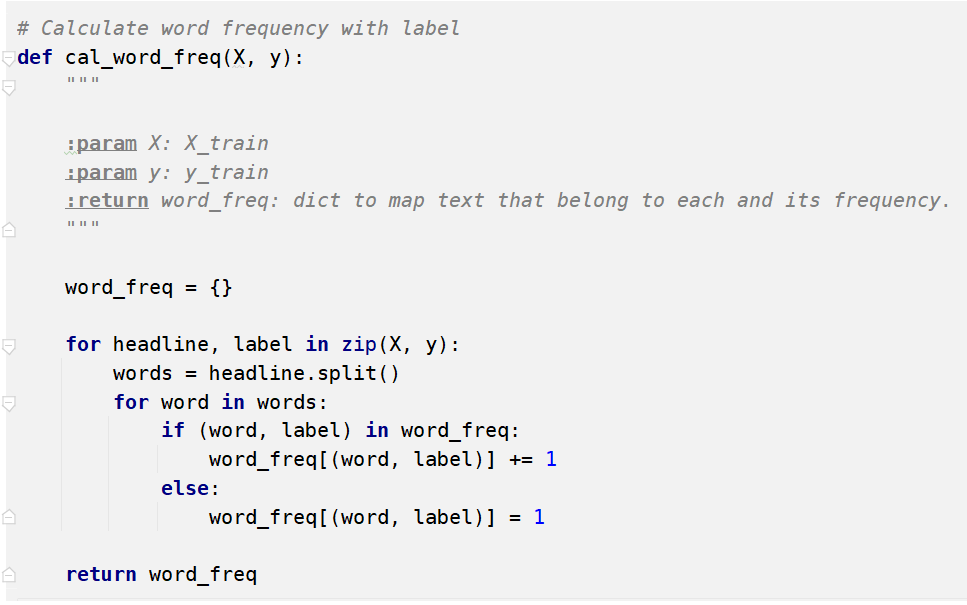 # Calculate word frequency with label
def cal_word_freq(X, y):
    """

    :param X: X_train
    :param y: y_train
    :return word_freq: dict to map text that belong to each and its frequency.
    """

    word_freq = {}

    for headline, label in zip(X, y):
        words = headline.split()
        for word in words:
            if (word, label) in word_freq:
                word_freq[(word, label)] += 1
            else:
                word_freq[(word, label)] = 1

    return word_freq